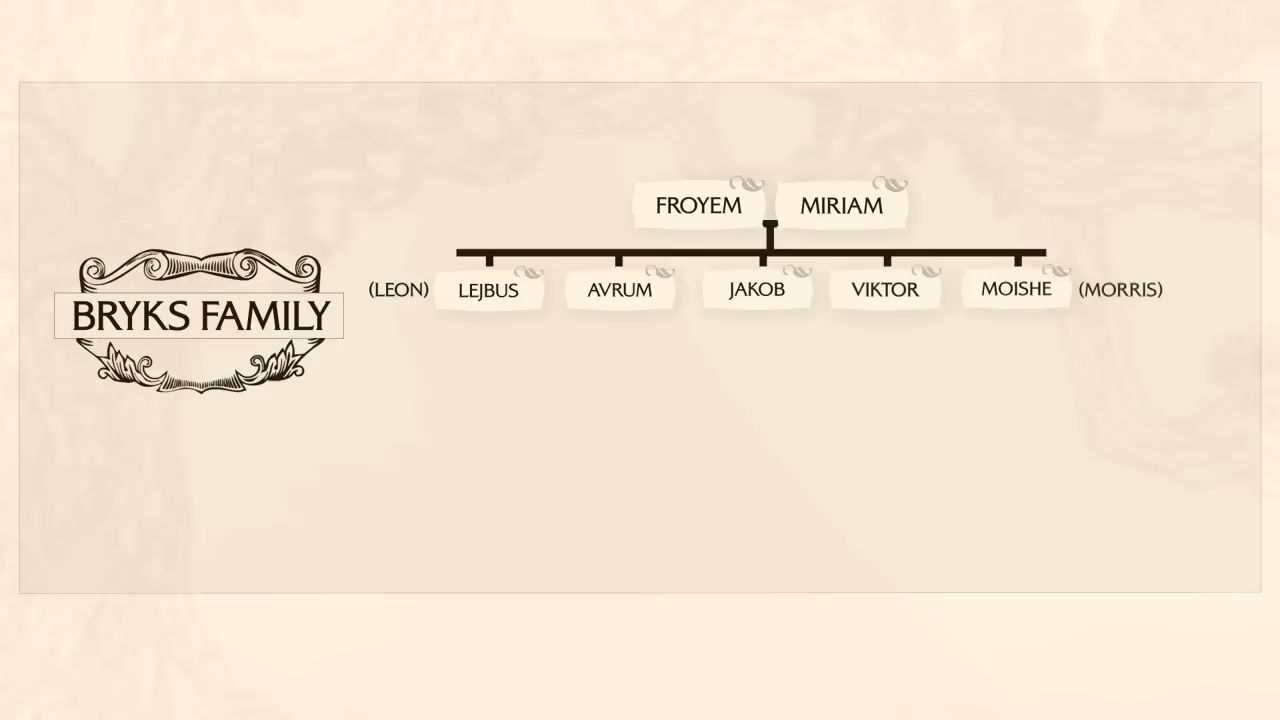 FROYEM MIRIAM
(LEON) LEJBUS AVRUM JAKOB VIKTOR MOISHE (MORRIS)
BRYKS FAMILY